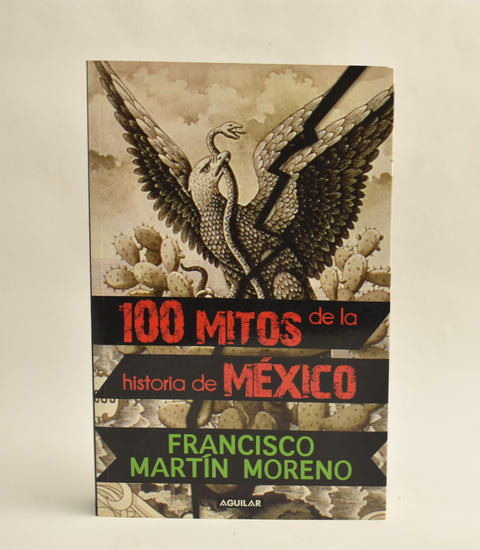 100 MITOS de la
historia de MÉXICO
FRANCISCO
MARTÍN MORENO
AGUILAR